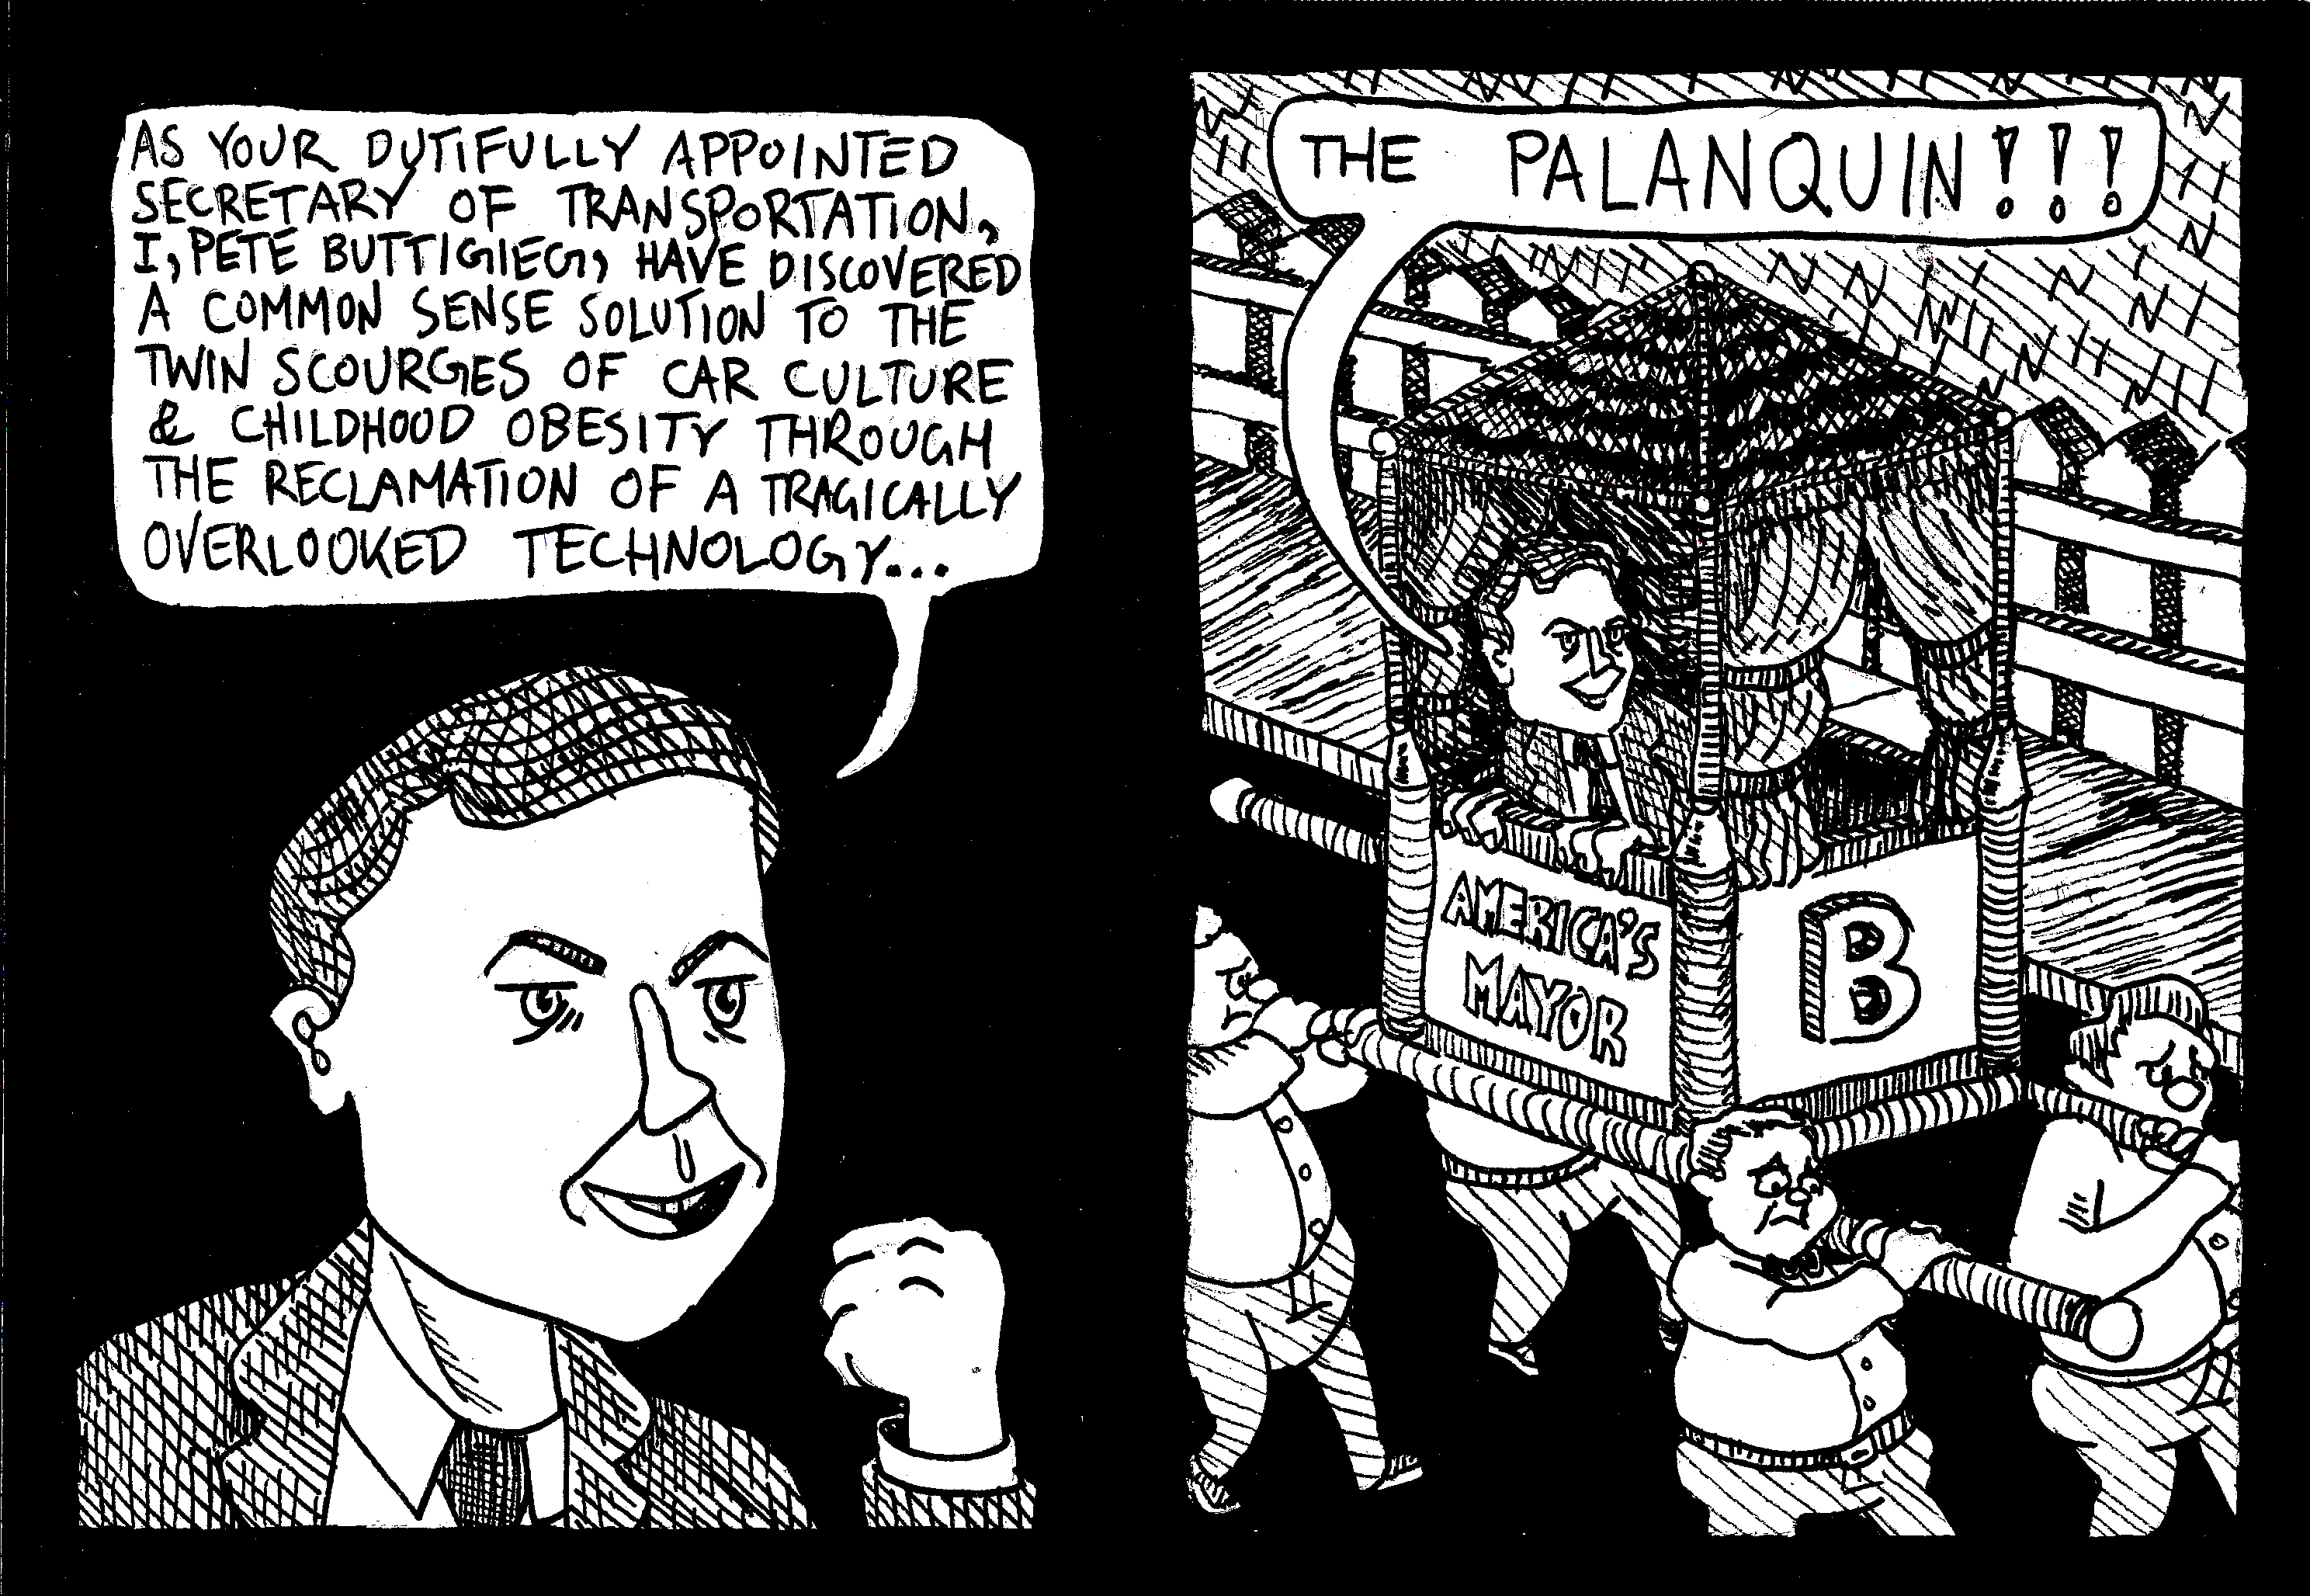 AS YOUR DUTIFULLY APPOINTED
SECRETARY OF TRANSPORTATION,
I, PETE BUTTIGIEG, HAVE DISCOVERED
A COMMON SENSE SOLUTION TO THE
TWIN SCOURGES OF CAR CULTURE
& CHILDHOOD OBESITY THROUGH
THE RECLAMATION OF A TRAGICALLY
OVERLOOKED TECHNOLOGY...
THE PALANQUIN!!!
AMERICA'S
MAYOR
B